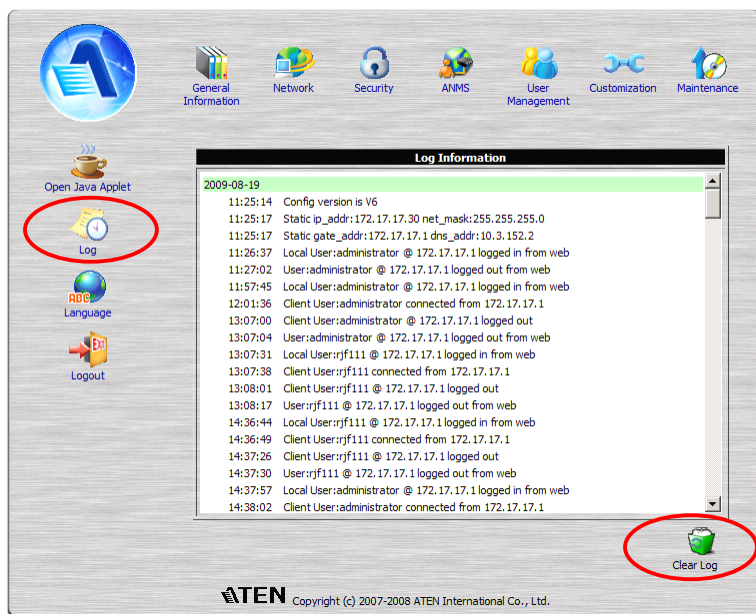 General
Information
Network
Security
ANMS
User
Management
Customization
Maintenance
Open Java Applet
Log
ABC
Language
EXIT
Logout
Log Information
2009-08-19
11:25:14 Config version is V6
11:25:17 Static ip_addr:172.17.17.30 net_mask:255.255.255.0
11:25:17 Static gate_addr:172.17.17.1 dns_addr:10.3.152.2
11:26:37 Local User:administrator @ 172.17.17.1 logged in from web
11:27:02 User:administrator @ 172.17.17.1 logged out from web
11:57:45 Local User:administrator @ 172.17.17.1 logged in from web
12:01:36 Client User:administrator connected from 172.17.17.1
13:07:00 Client User:administrator @ 172.17.17.1 logged out
13:07:04 User:administrator @ 172.17.17.1 logged out from web
13:07:31 Local User:rjf111 @ 172.17.17.1 logged in from web
13:07:38 Client User:rjf111 connected from 172.17.17.1
13:08:01 Client User:rjf111 @ 172.17.17.1 logged out
13:08:17 User:rjf111 @ 172.17.17.1 logged out from web
14:36:44 Local User:rjf111 @ 172.17.17.1 logged in from web
14:36:49 Client User:rjf111 connected from 172.17.17.1
14:37:26 Client User:rjf111 @ 172.17.17.1 logged out
14:37:30 User:rjf111 @ 172.17.17.1 logged out from web
14:37:57 Local User:administrator @ 172.17.17.1 logged in from web
14:38:02 Client User:administrator connected from 172.17.17.1
Clear Log
ATEN Copyright (c) 2007-2008 ATEN International Co., Ltd.